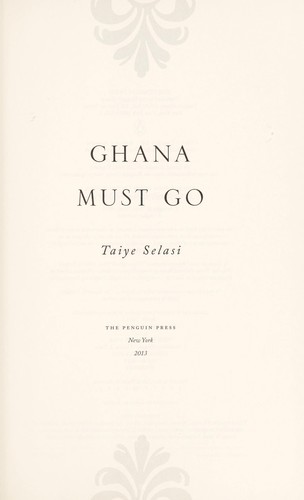 GHANA
MUST GO
Taiye Selasi
THE PENGUIN PRESS
New York
2013